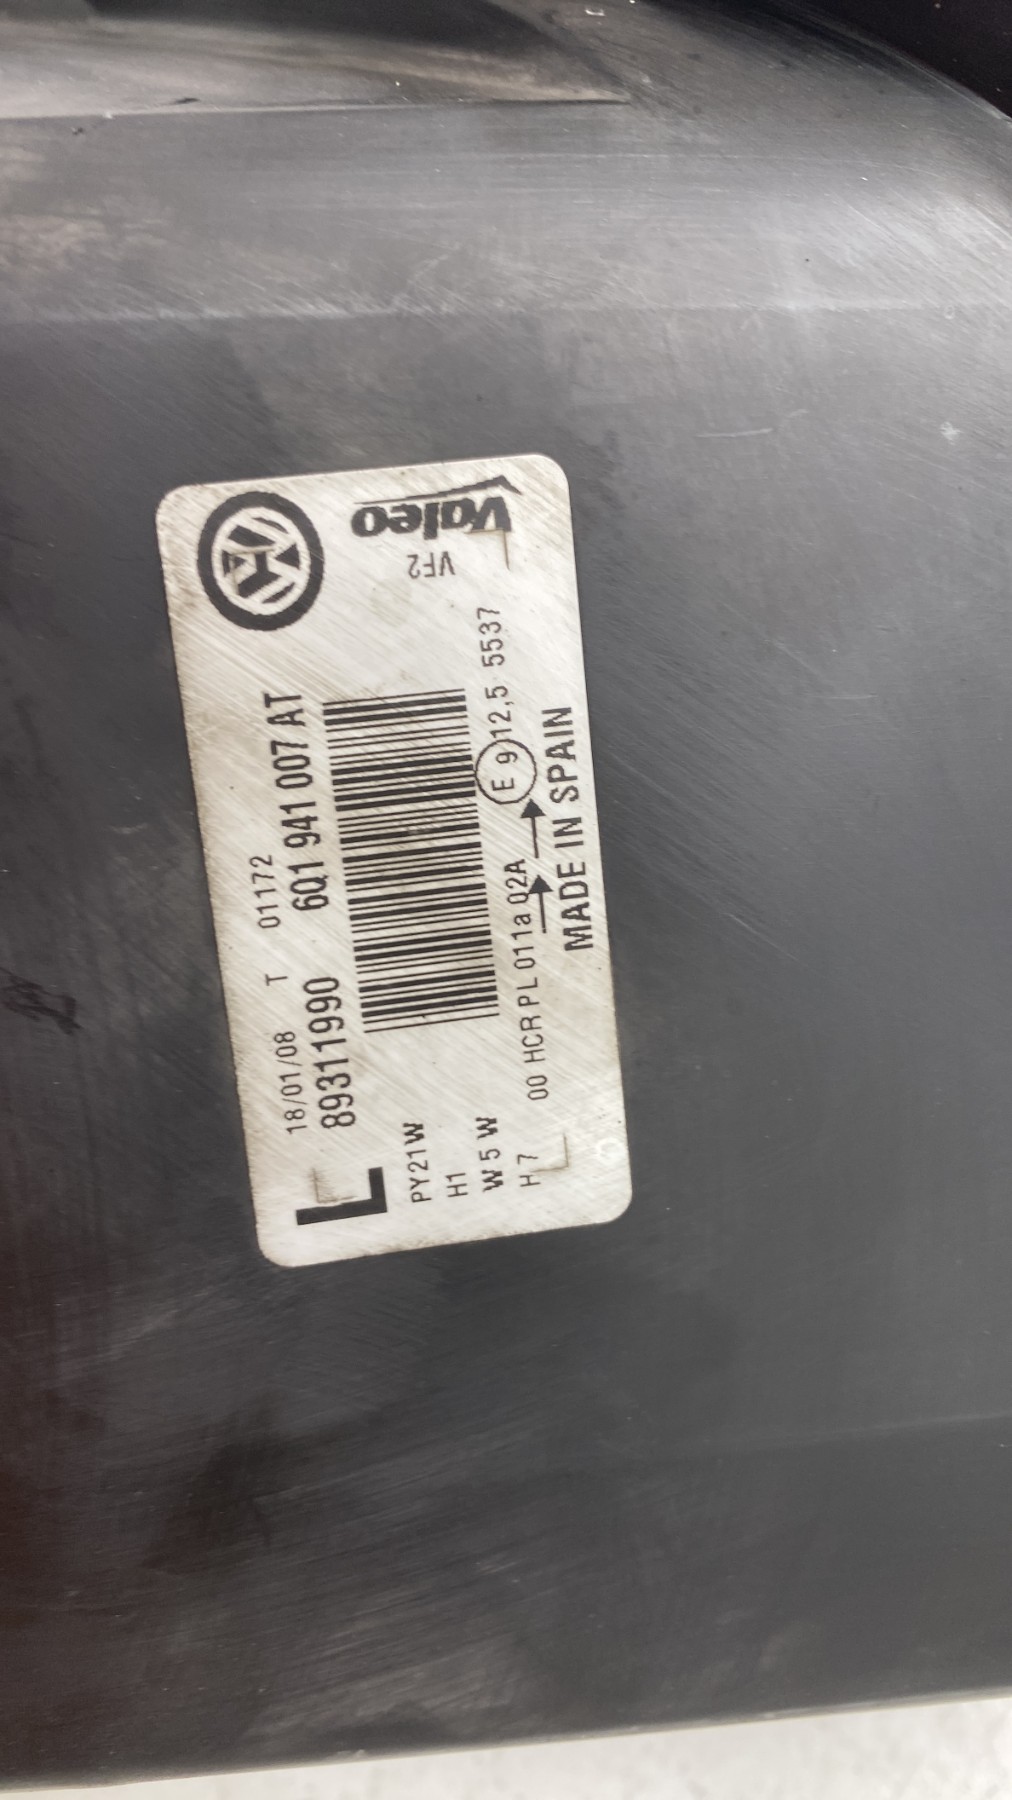 18/01/08 T 01172
L 89311990 6Q1 941 007 AT
PY21W
H1
W5W
H7
00 HCR PL 011a 02A E 9 12,5 5537
MADE IN SPAIN
Valeo
VF2